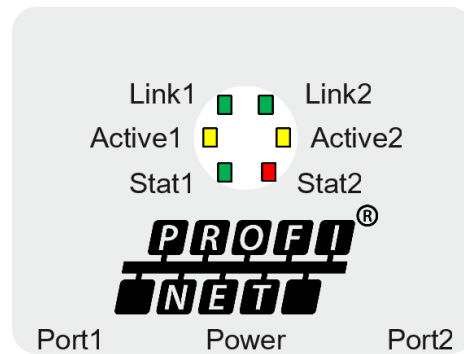 Link1 Link2
Active1 Active2
Stat1 Stat2
PROFI®
NET
Port1 Power Port2